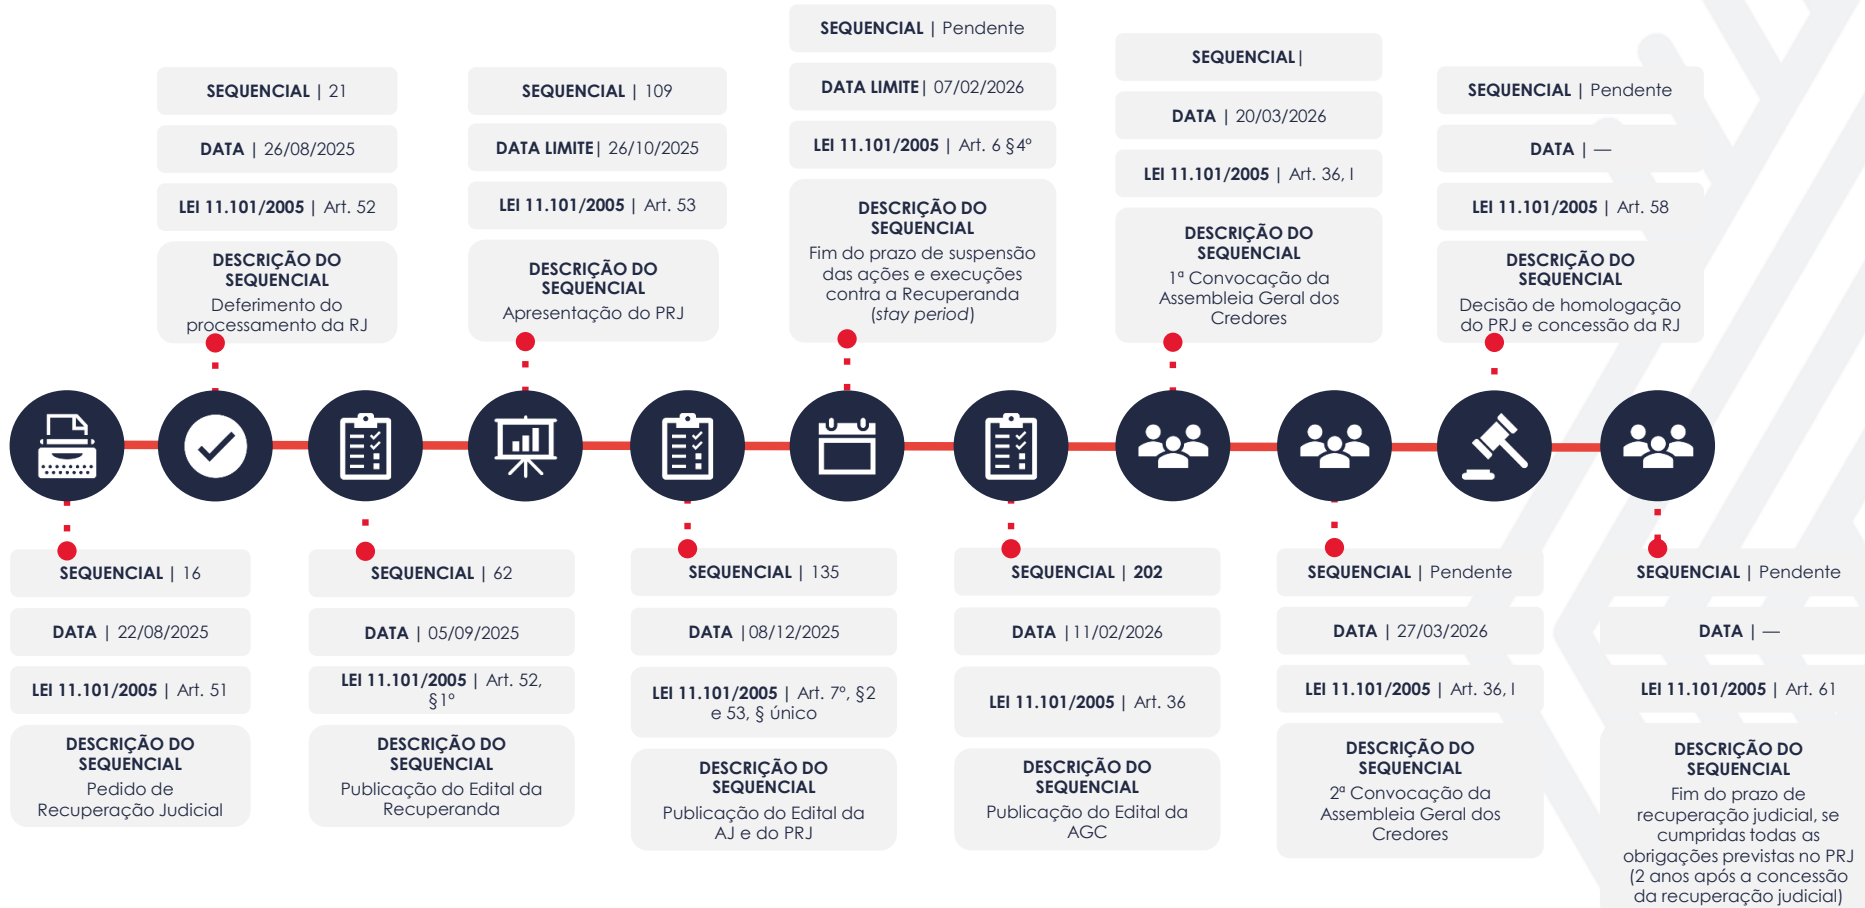 SEQUENCIAL | 16
DATA | 22/08/2025
LEI 11.101/2005 | Art. 51
DESCRIÇÃO DO
SEQUENCIAL
Pedido de
Recuperação Judicial
SEQUENCIAL | 21
DATA | 26/08/2025
LEI 11.101/2005 | Art. 52
DESCRIÇÃO DO
SEQUENCIAL
Deferimento do
processamento da RJ
SEQUENCIAL | 62
DATA | 05/09/2025
LEI 11.101/2005 | Art. 52,
§1º
DESCRIÇÃO DO
SEQUENCIAL
Publicação do Edital da
Recuperanda
SEQUENCIAL | 109
DATA LIMITE| 26/10/2025
LEI 11.101/2005 | Art. 53
DESCRIÇÃO DO
SEQUENCIAL
Apresentação do PRJ
SEQUENCIAL | 135
DATA |08/12/2025
LEI 11.101/2005 | Art. 7º, §2
e 53, § único
DESCRIÇÃO DO
SEQUENCIAL
Publicação do Edital da
AJ e do PRJ
SEQUENCIAL | Pendente
DATA LIMITE| 07/02/2026
LEI 11.101/2005 | Art. 6 §4º
DESCRIÇÃO DO
SEQUENCIAL
Fim do prazo de suspensão
das ações e execuções
contra a Recuperanda
(stay period)
SEQUENCIAL | 202
DATA |11/02/2026
LEI 11.101/2005 | Art. 36
DESCRIÇÃO DO
SEQUENCIAL
Publicação do Edital da
AGC
SEQUENCIAL|
DATA | 20/03/2026
LEI 11.101/2005 | Art. 36, I
DESCRIÇÃO DO
SEQUENCIAL
1ª Convocação da
Assembleia Geral dos
Credores
SEQUENCIAL | Pendente
DATA | 27/03/2026
LEI 11.101/2005 | Art. 36, I
DESCRIÇÃO DO
SEQUENCIAL
2ª Convocação da
Assembleia Geral dos
Credores
SEQUENCIAL | Pendente
DATA | —
LEI 11.101/2005 | Art. 58
DESCRIÇÃO DO
SEQUENCIAL
Decisão de homologação
do PRJ e concessão da RJ
SEQUENCIAL | Pendente
DATA | —
LEI 11.101/2005 | Art. 61
DESCRIÇÃO DO
SEQUENCIAL
Fim do prazo de
recuperação judicial, se
cumpridas todas as
obrigações previstas no PRJ
(2 anos após a concessão
da recuperação judicial)